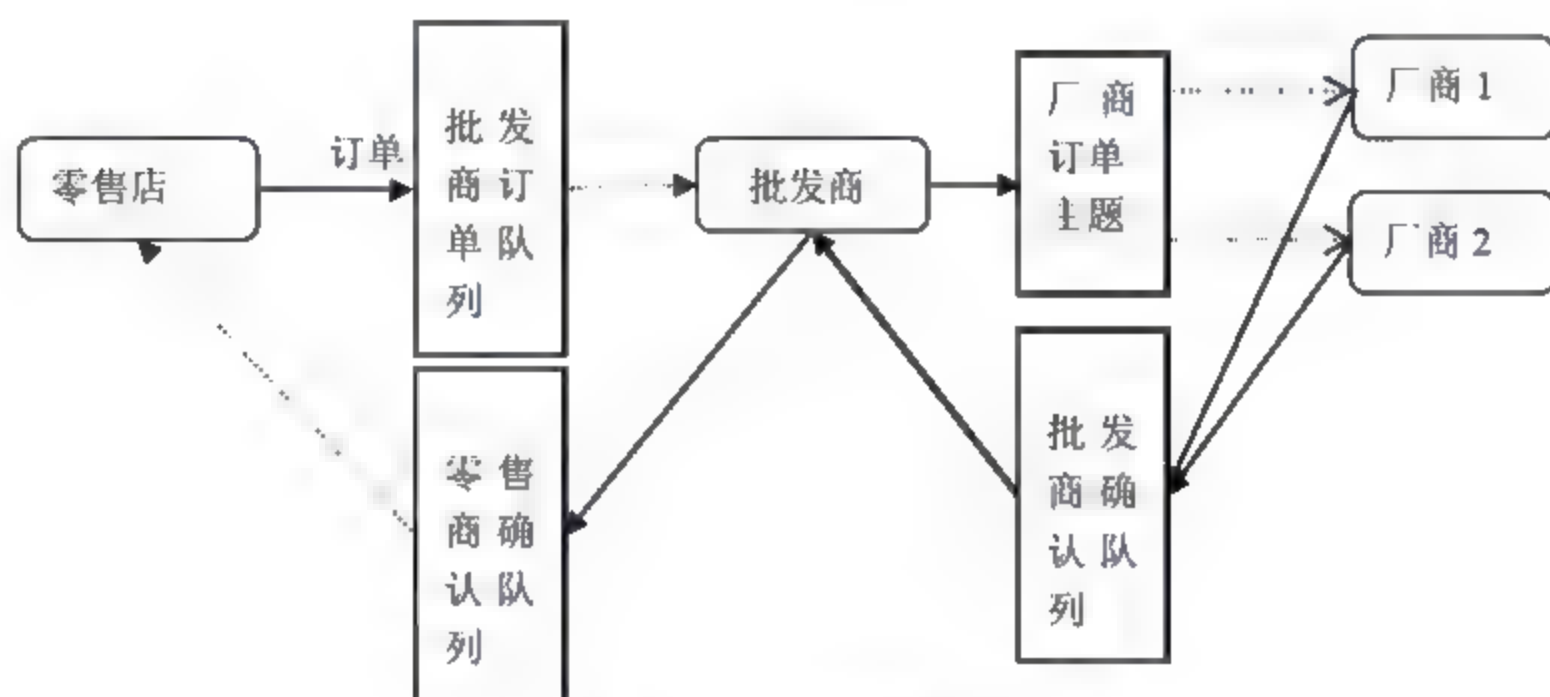 零售店
订单
批发
商订
单队
列
批发商
厂商
订单
主题
厂商1
厂商2
零售
商确
认队
列
批发
商确
认队
列